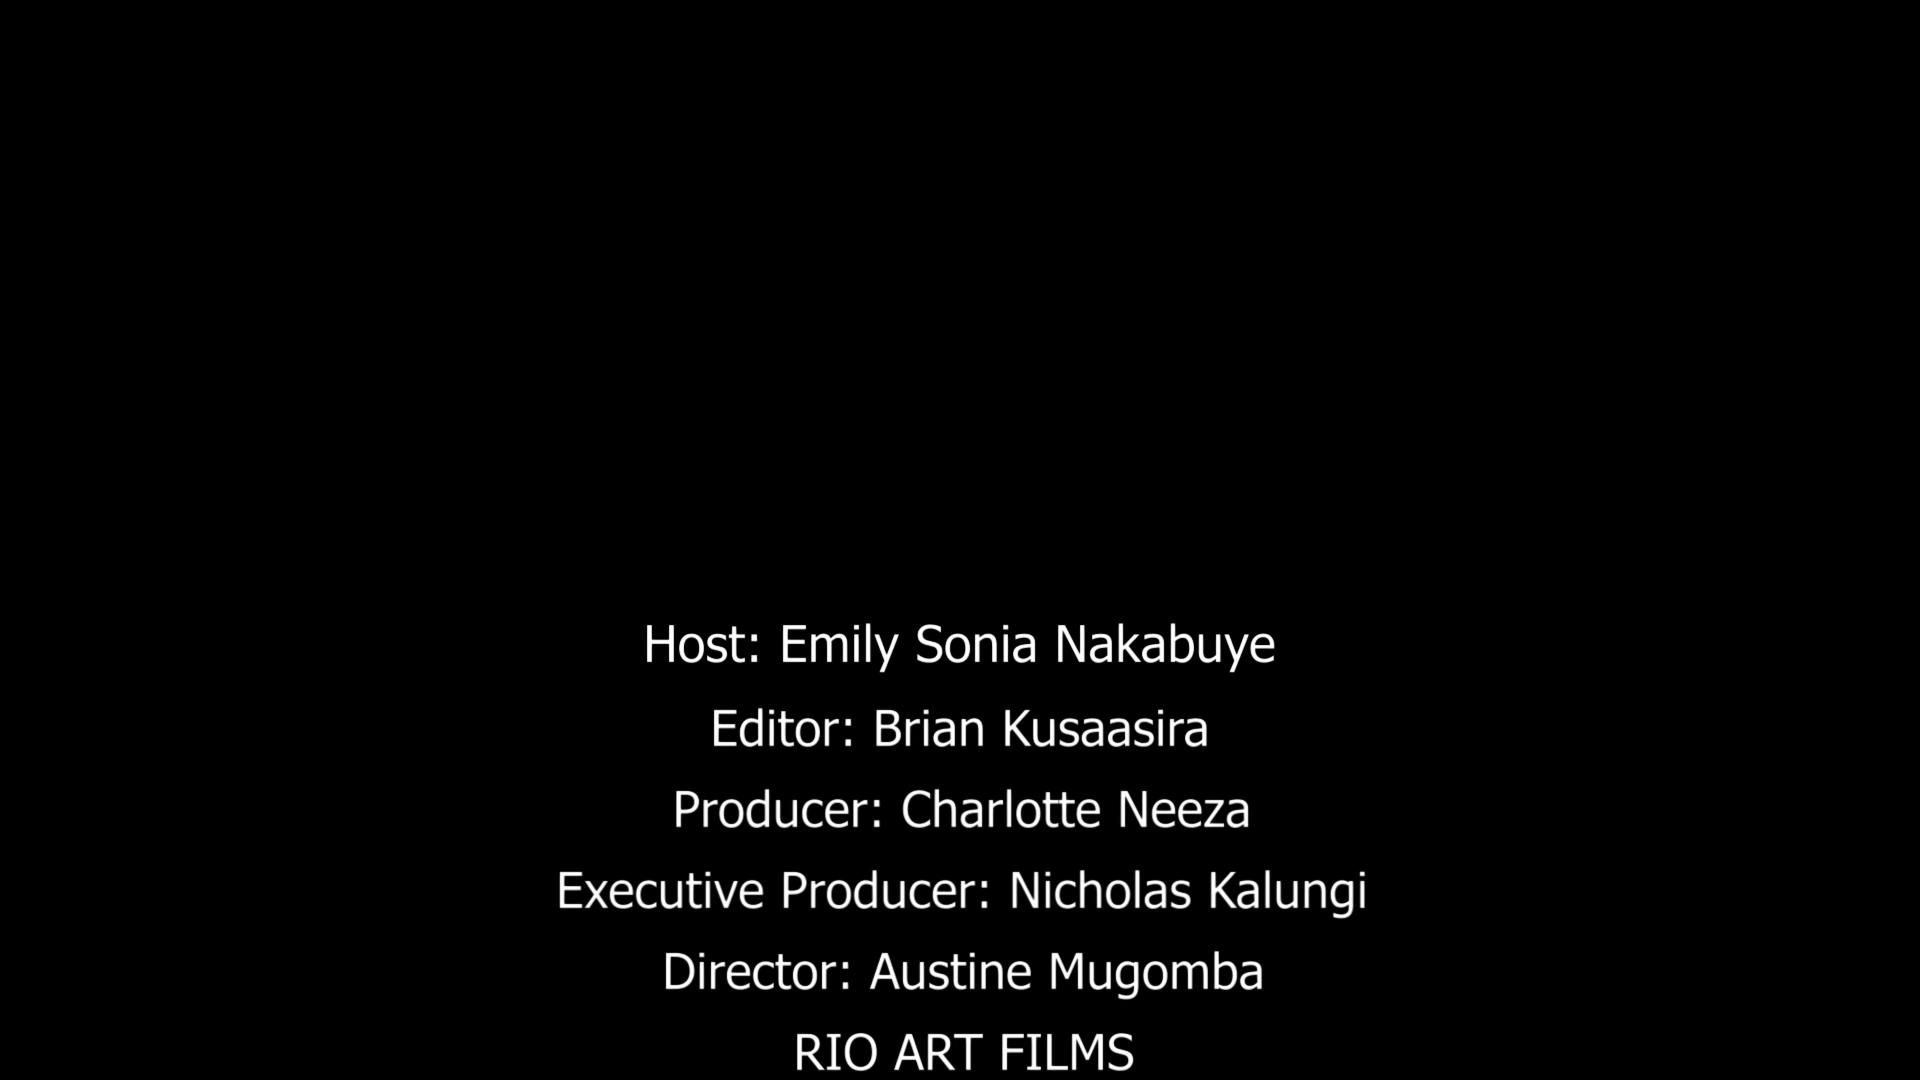 Host: Emily Sonia Nakabuye
Editor: Brian Kusaasira
Producer: Charlotte Neeza
Executive Producer: Nicholas Kalungi
Director: Austine Mugomba
RIO ART FILMS